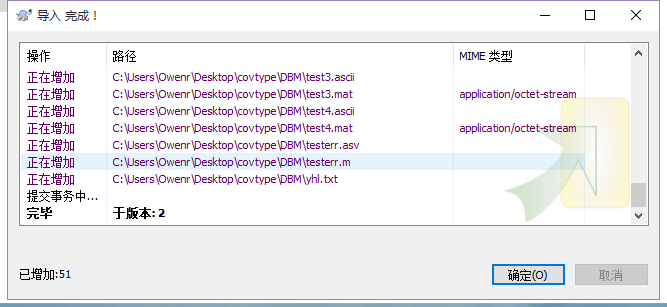 导入 完成！
操作 路径 MIME 类型
正在增加 C:\Users\Owenr\Desktop\covtype\DBM\test3.ascii
正在增加 C:\Users\Owenr\Desktop\covtype\DBM\test3.mat application/octet-stream
正在增加 C:\Users\Owenr\Desktop\covtype\DBM\test4.ascii
正在增加 C:\Users\Owenr\Desktop\covtype\DBM\test4.mat application/octet-stream
正在增加 C:\Users\Owenr\Desktop\covtype\DBM\testerr.asv
正在增加 C:\Users\Owenr\Desktop\covtype\DBM\testerr.m
正在增加 C:\Users\Owenr\Desktop\covtype\DBM\yhl.txt
提交事务中...
完毕 于版本: 2
已增加:51 确定(O) 取消